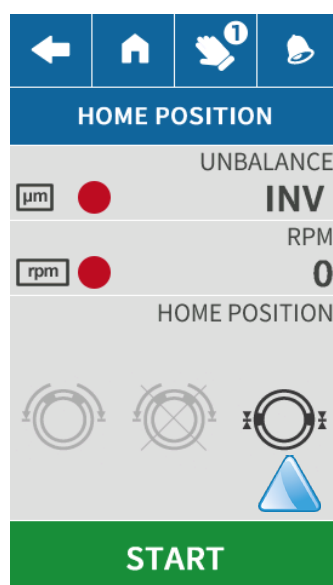 1
HOME POSITION
UNBALANCE
µm
INV
RPM
rpm
0
HOME POSITION
START